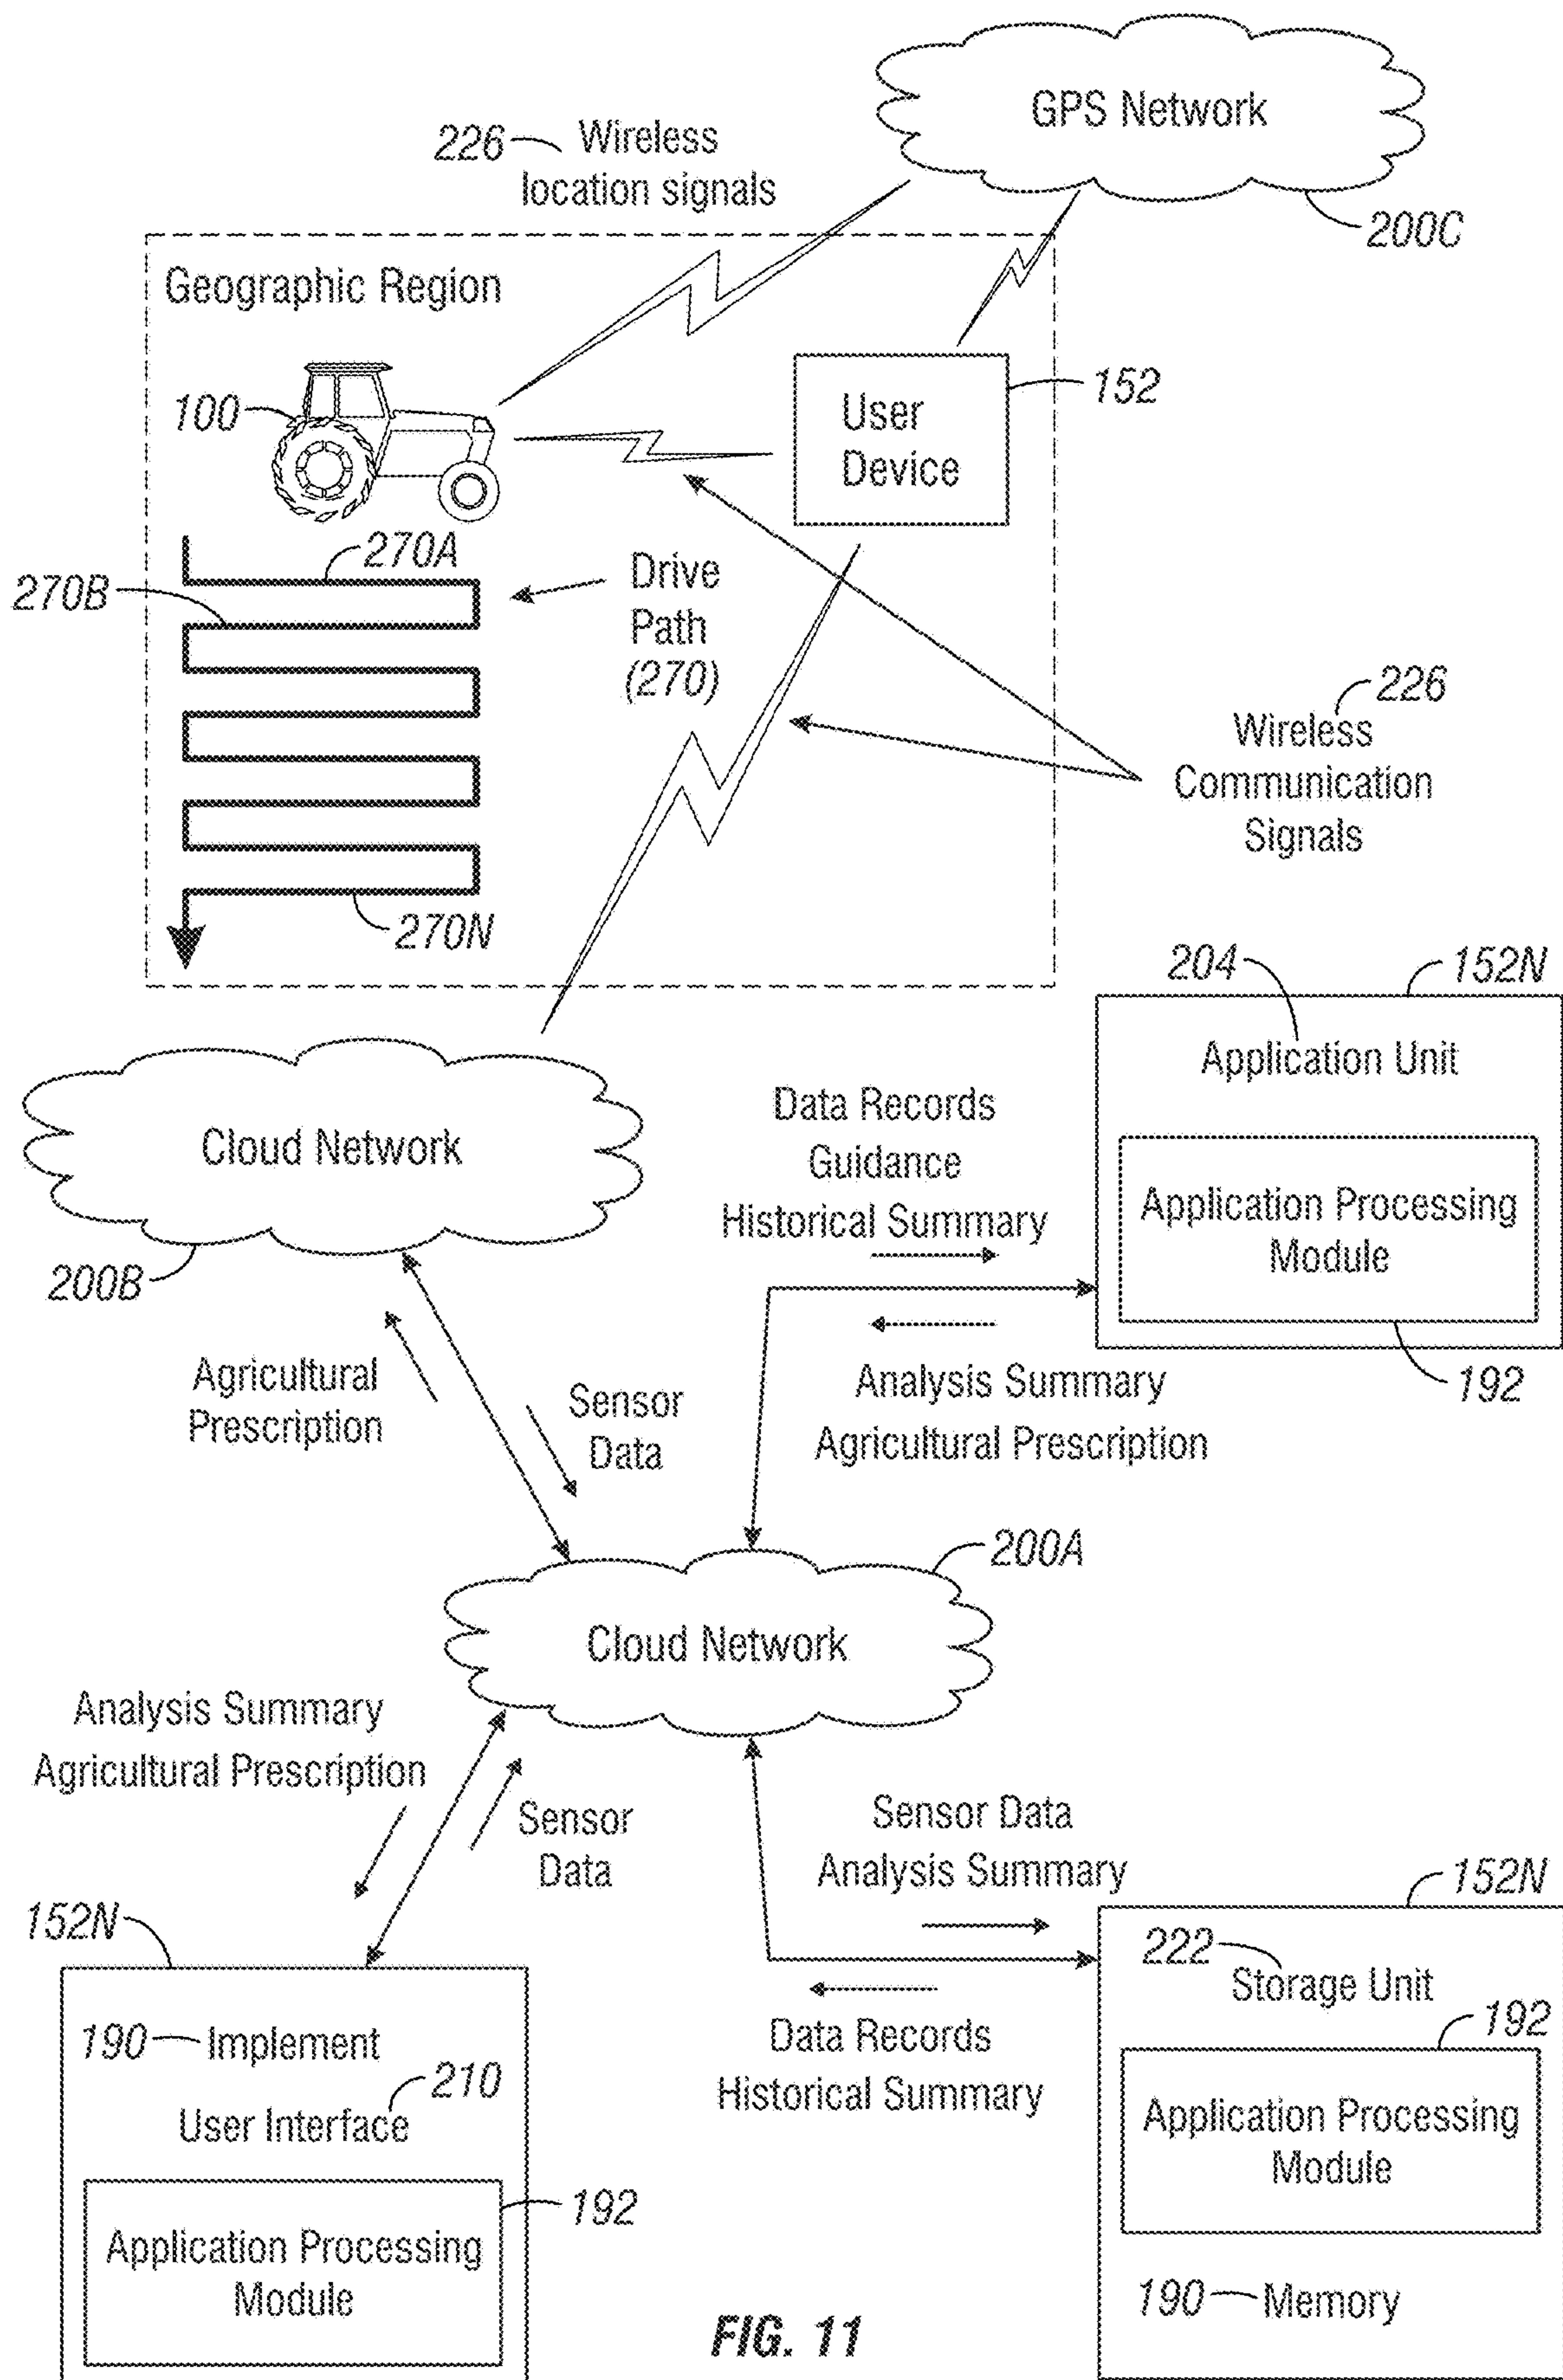 GPS Network
200C
226
Wireless
location signals
Geographic Region
100
User
Device
152
270A
270B
Drive
Path
(270)
270N
226
Wireless
Communication
Signals
204
152N
Application Unit
Application Processing
Module
192
Cloud Network
200B
Data Records
Guidance
Historical Summary
Analysis Summary
Agricultural Prescription
Agricultural
Prescription
Sensor
Data
200A
Cloud Network
Analysis Summary
Agricultural Prescription
Sensor
Data
Sensor Data
Analysis Summary
Data Records
Historical Summary
152N
190 Implement
210
User Interface
192
Application Processing
Module
152N
222
Storage Unit
192
Application Processing
Module
190 Memory
FIG. 11